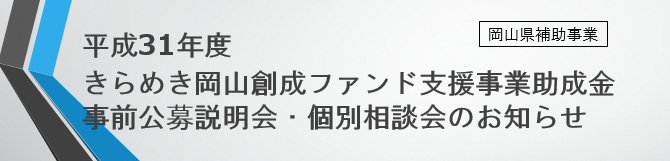 岡山県補助事業
平成31年度
きらめき岡山創成ファンド支援事業助成金
事前公募説明会・個別相談会のお知らせ